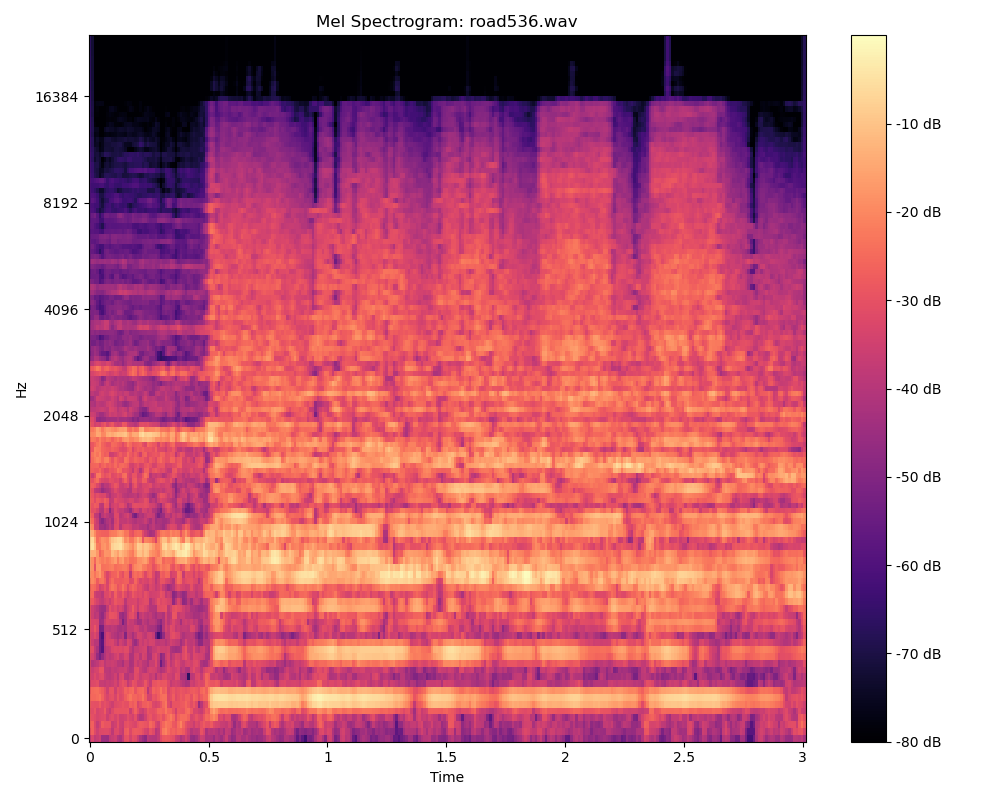 Mel Spectrogram: road536.wav
16384
8192
4096
2048
1024
512
0
Hz
0
0.5
1
1.5
2
2.5
3
Time
-10 dB
-20 dB
-30 dB
-40 dB
-50 dB
-60 dB
-70 dB
-80 dB